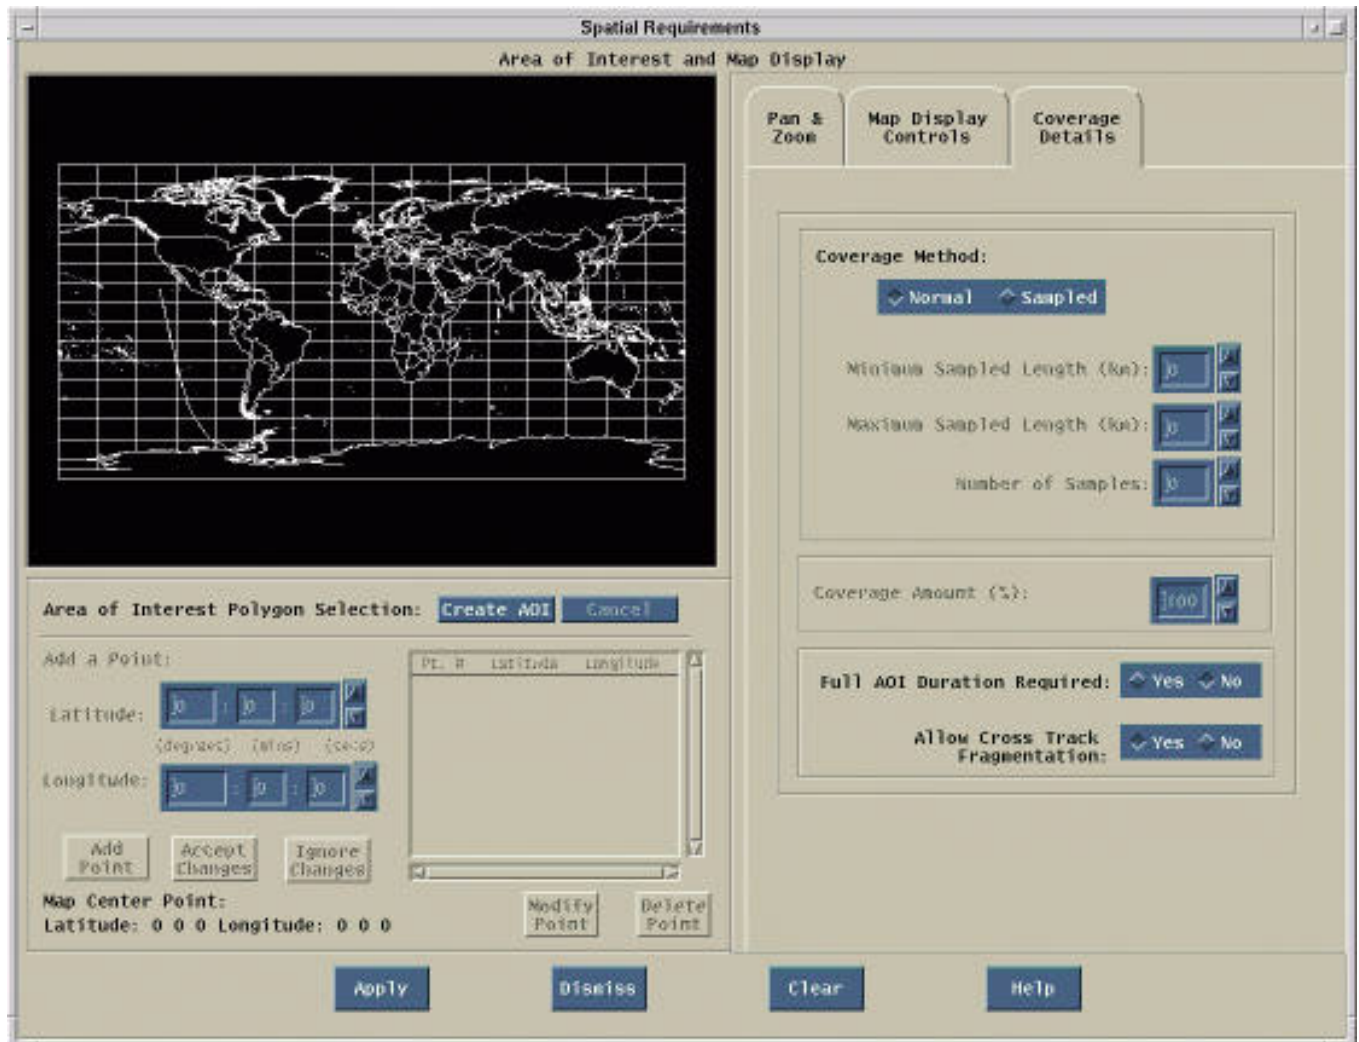 Spatial Requirements
Area of Interest and Map Display
Pan & Zoom
Map Display Controls
Coverage Details
Coverage Method:
Normal Sampled
Minimum Sampled Length (km): 0
Maximum Sampled Length (km): 0
Number of Samples: 0
Coverage Amount (%): 100
Full AOI Duration Required: Yes No
Allow Cross Track
Fragmentation: Yes No
Area of Interest Polygon Selection: Create AOI Cancel
Add a Point:
Pt. # Latitude Longitude
Latitude: 0 : 0 : 0
(degrees) (mins) (secs)
Longitude: 0 : 0 : 0
Add Point
Accept Changes
Ignore Changes
Map Center Point:
Latitude: 0 0 0 Longitude: 0 0 0
Modify Point
Delete Point
Apply Dismiss Clear Help